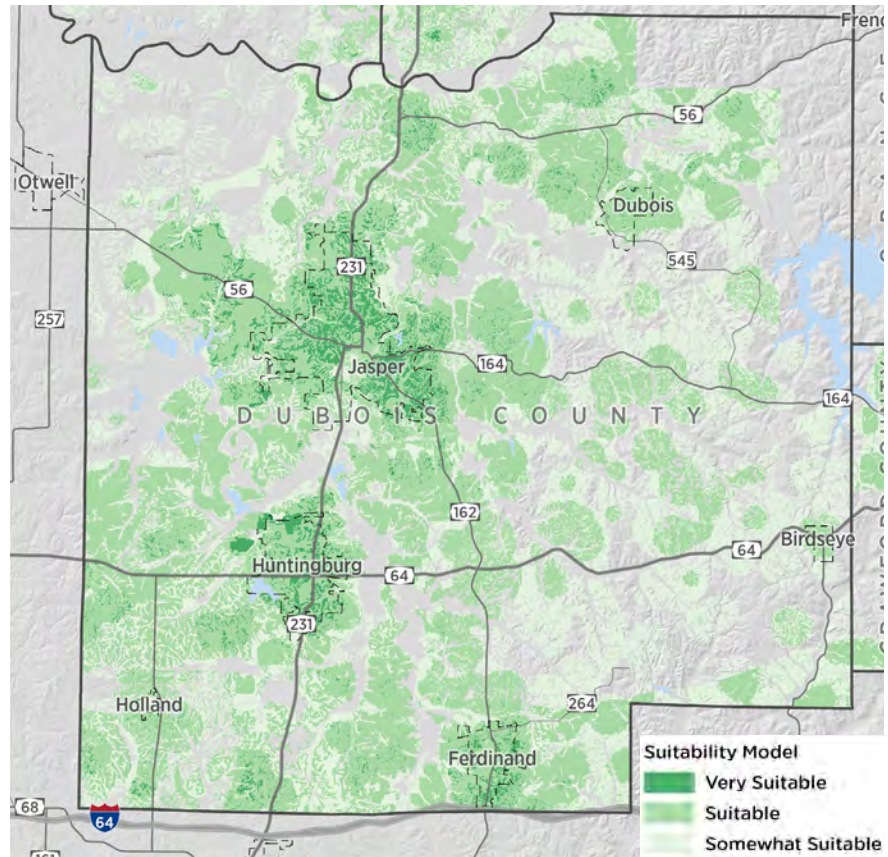 Frenc
56
Otwell
Dubois
231
545
56
257
Jasper
164
164
DUBOIS COUNTY
162
Birdseye
64
Huntingburg
64
231
Holland
264
Ferdinand
68
64
161
Suitability Model
Very Suitable
Suitable
Somewhat Suitable